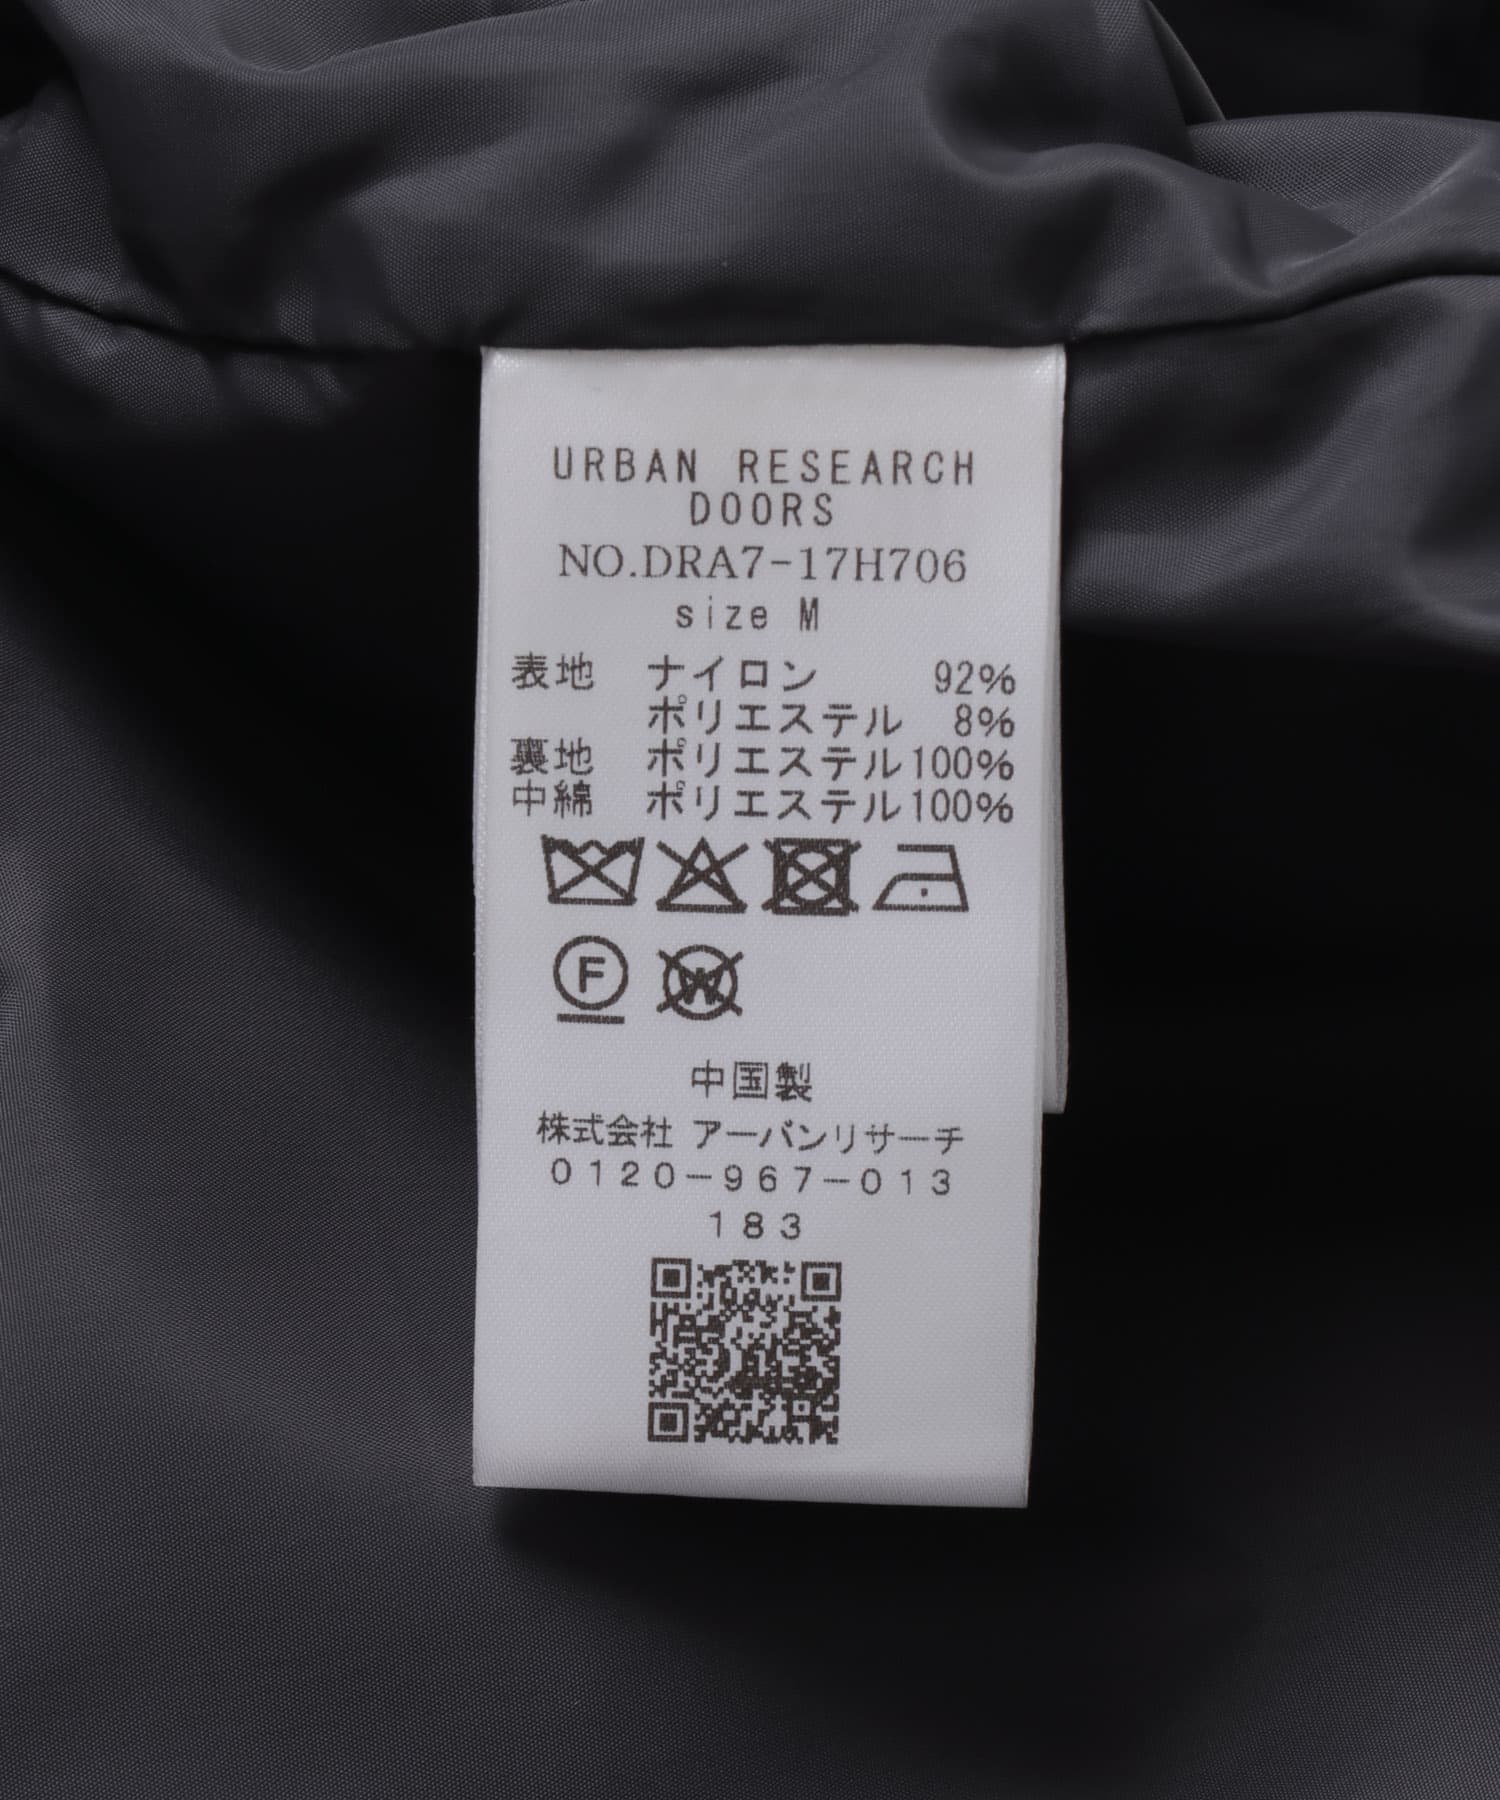 URBAN RESEARCH
DOORS
NO.DRA7-17H706
size M
表地 ナイロン 92%
ポリエステル 8%
裏地 ポリエステル100%
中綿 ポリエステル100%
F W
中国製
株式会社 アーバンリサーチ
0120-967-013
183